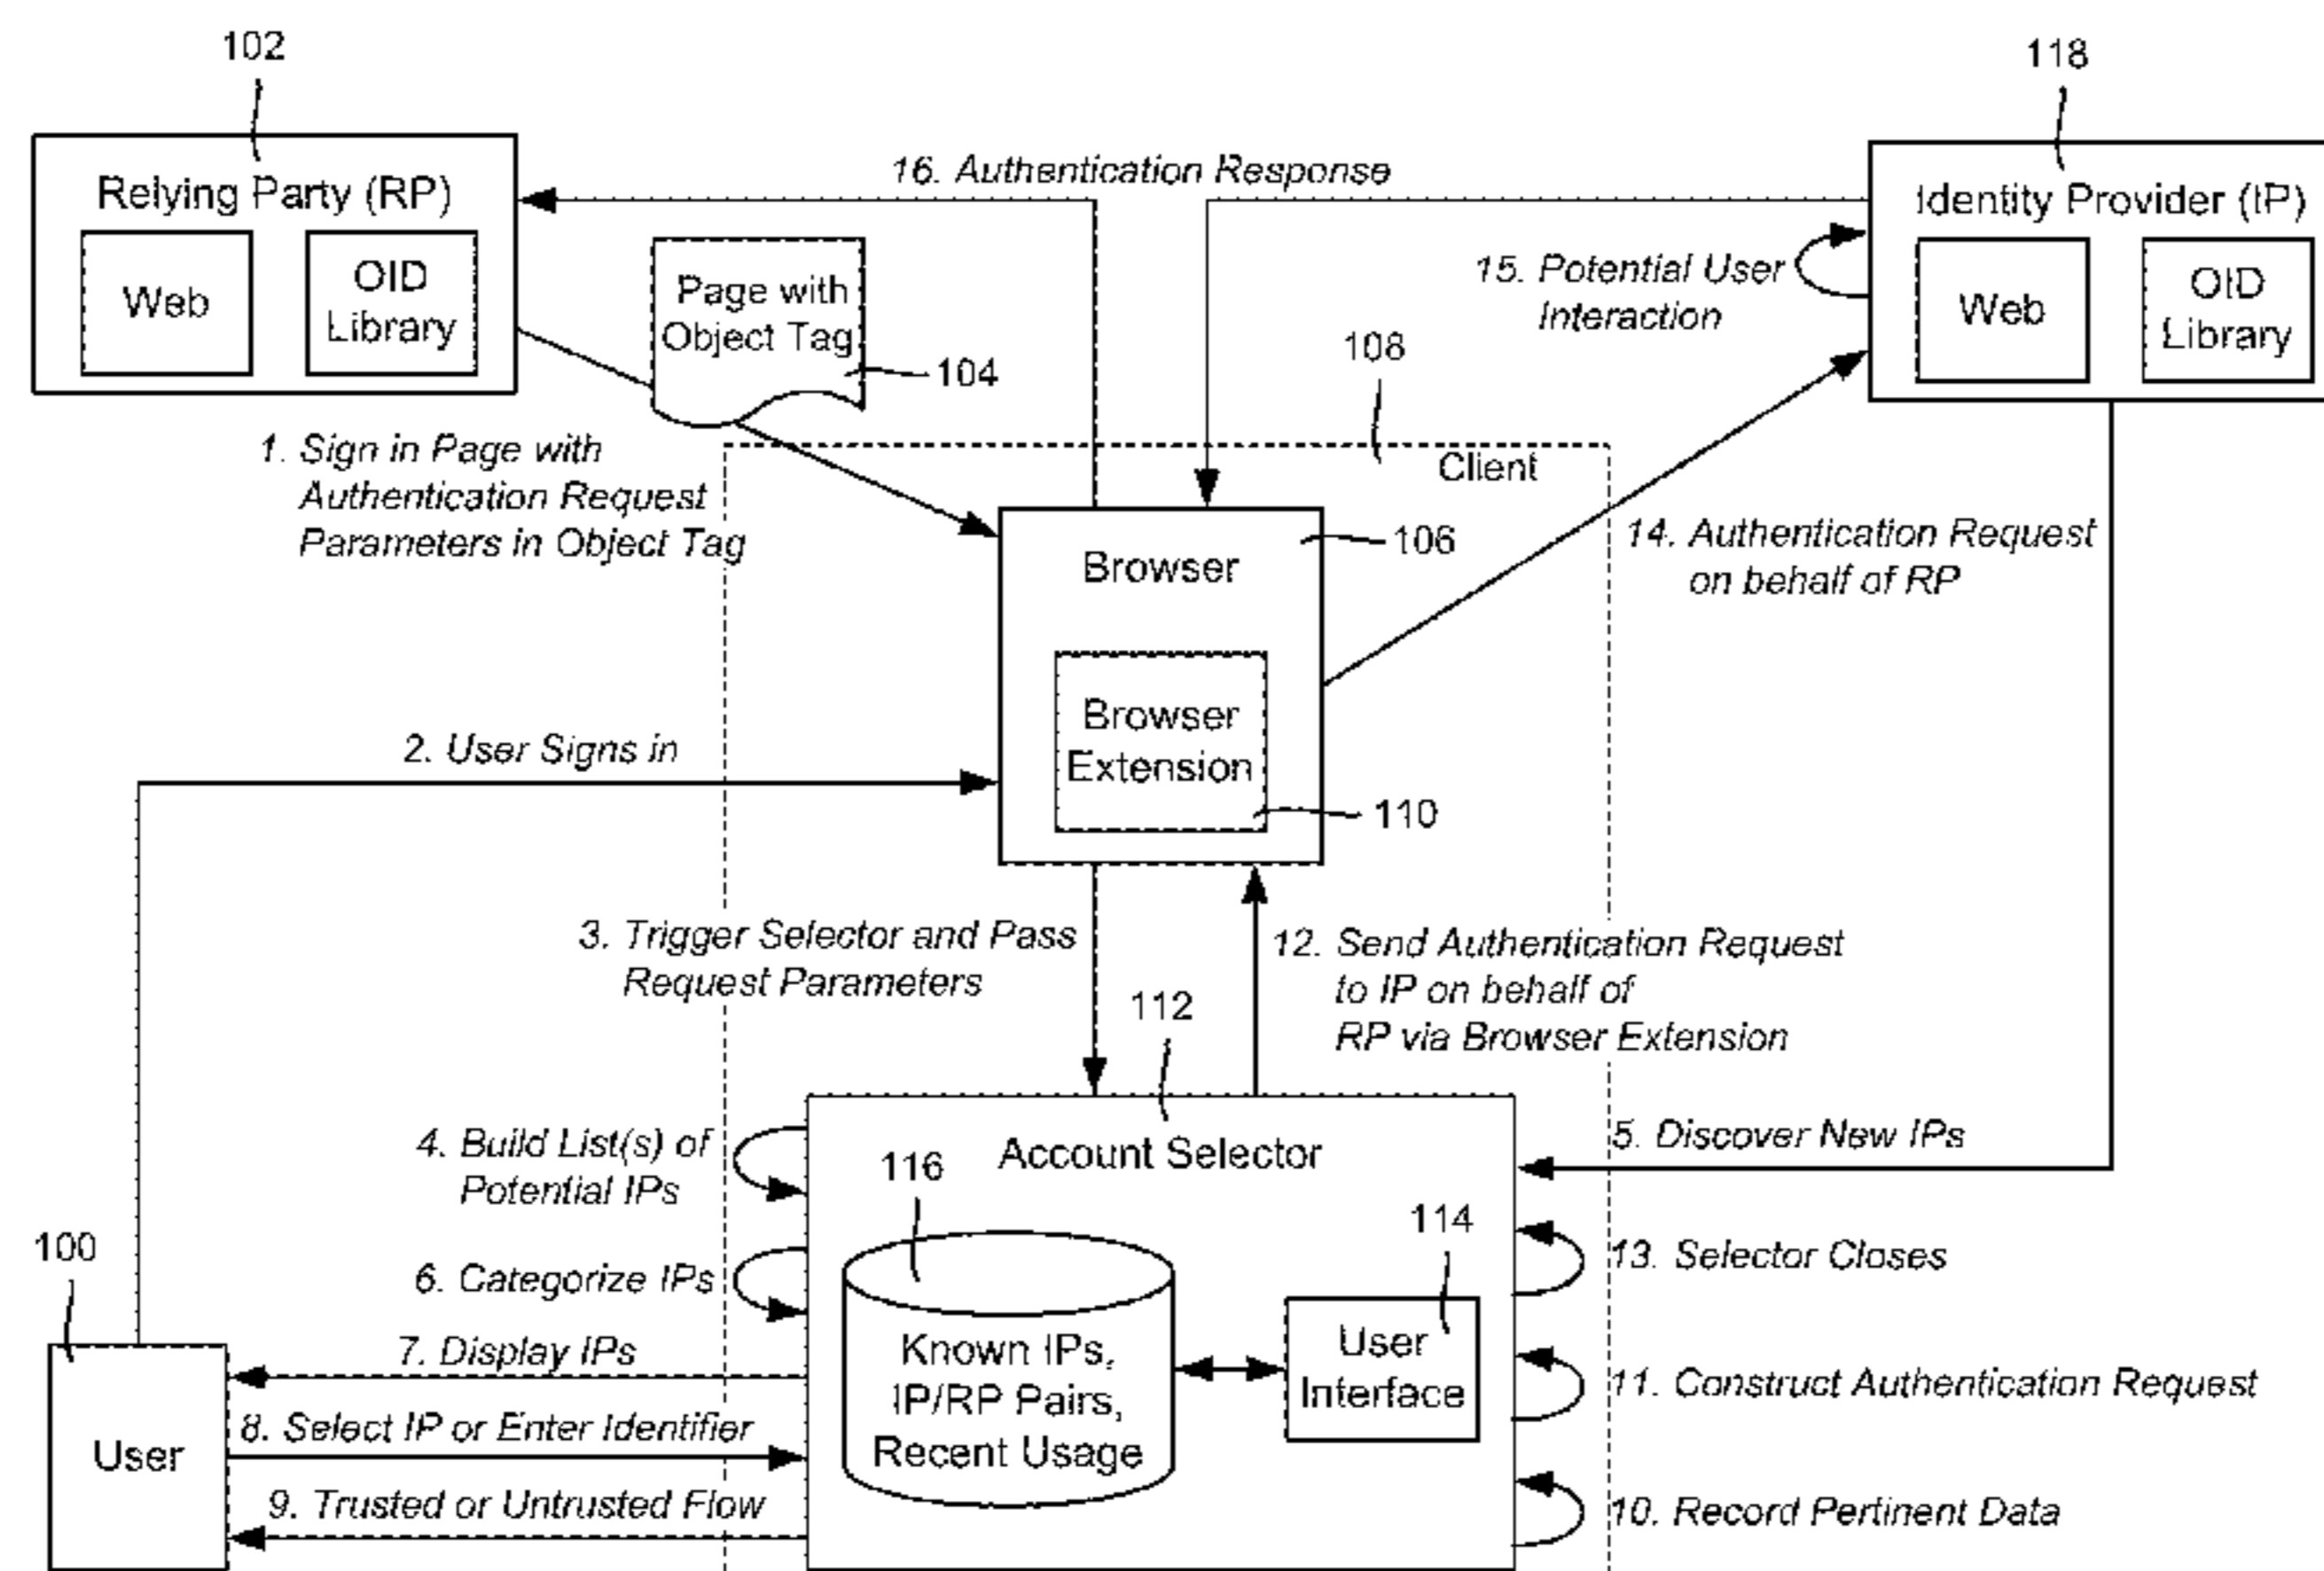 102
118
Relying Party (RP)
Web
OID
Library
16. Authentication Response
Identity Provider (IP)
Web
OID
Library
15. Potential User
Interaction
Page with
Object Tag
104
108
Client
1. Sign in Page with
Authentication Request
Parameters in Object Tag
106
Browser
14. Authentication Request
on behalf of RP
Browser
Extension
110
2. User Signs in
3. Trigger Selector and Pass
Request Parameters
12. Send Authentication Request
to IP on behalf of
RP via Browser Extension
112
Account Selector
4. Build List(s) of
Potential IPs
5. Discover New IPs
116
114
100
6. Categorize IPs
13. Selector Closes
7. Display IPs
Known IPs,
IP/RP Pairs,
Recent Usage
User
Interface
11. Construct Authentication Request
8. Select IP or Enter Identifier
User
9. Trusted or Untrusted Flow
10. Record Pertinent Data